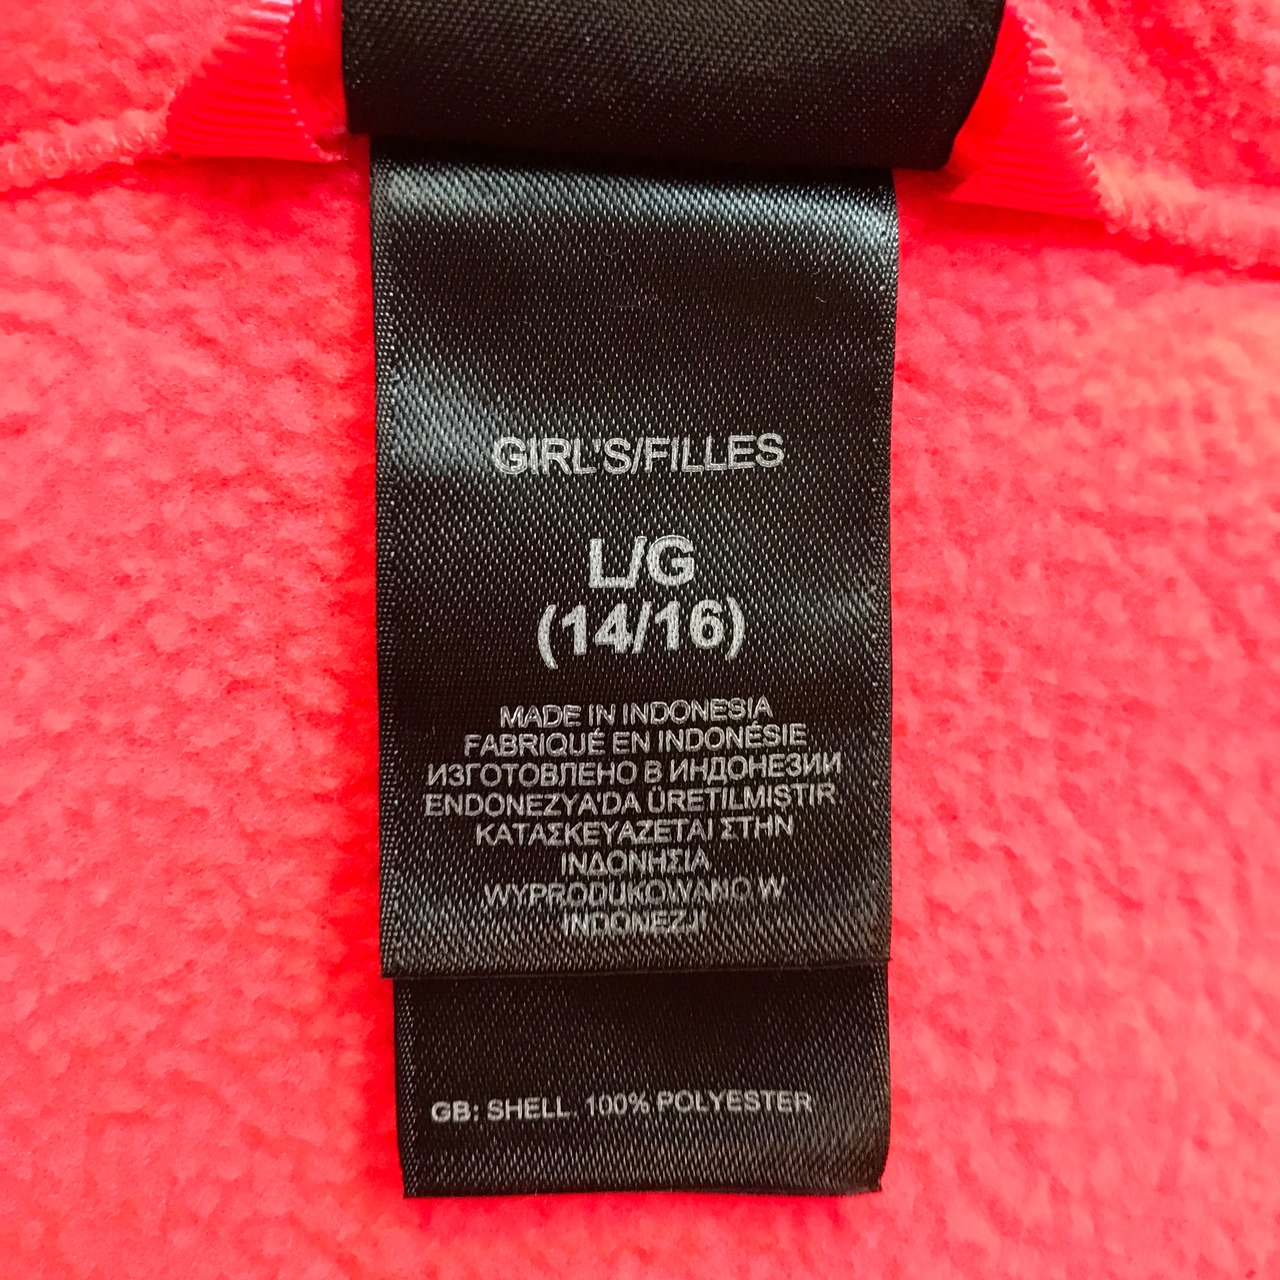 GIRL'S/FILLES
L/G
(14/16)
MADE IN INDONESIA
FABRIQUÉ EN INDONÉSIE
ИЗГОТОВЛЕНО В ИНДОНЕЗИИ
ENDONEZYA'DA ÜRETILMIŞTIR.
ΚΑΤΑΣΚΕΥΑΖΕΤΑΙ ΣΤΗΝ
ΙΝΔΟΝΗΣΙΑ
WYPRODUKOWANO W
INDONEZJI
GB: SHELL. 100% POLYESTER